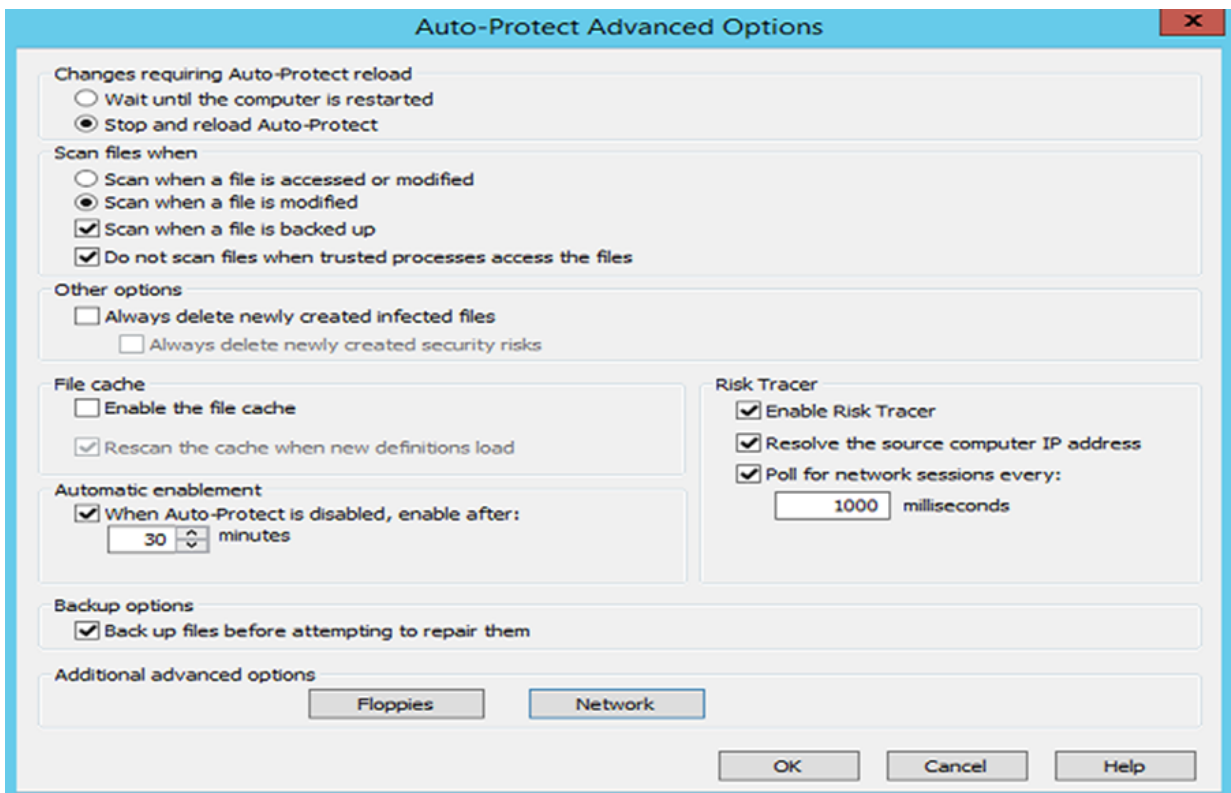 Auto-Protect Advanced Options
Changes requiring Auto-Protect reload
Wait until the computer is restarted
Stop and reload Auto-Protect
Scan files when
Scan when a file is accessed or modified
Scan when a file is modified
Scan when a file is backed up
Do not scan files when trusted processes access the files
Other options
Always delete newly created infected files
Always delete newly created security risks
File cache
Enable the file cache
Rescan the cache when new definitions load
Risk Tracer
Enable Risk Tracer
Resolve the source computer IP address
Poll for network sessions every:
1000 milliseconds
Automatic enablement
When Auto-Protect is disabled, enable after:
30 minutes
Backup options
Back up files before attempting to repair them
Additional advanced options
Floppies Network
OK Cancel Help